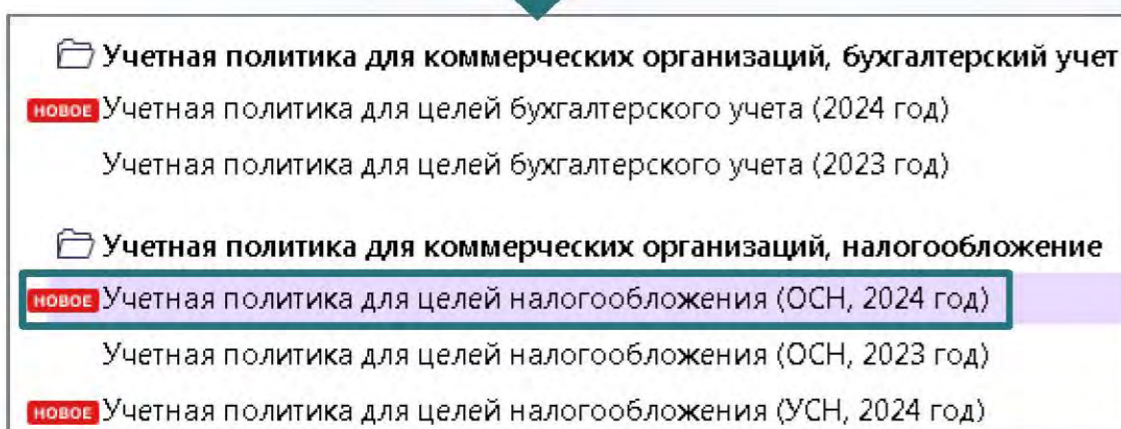 Учетная политика для коммерческих организаций, бухгалтерский учет
НОВОЕ Учетная политика для целей бухгалтерского учета (2024 год)
Учетная политика для целей бухгалтерского учета (2023 год)
Учетная политика для коммерческих организаций, налогообложение
НОВОЕ Учетная политика для целей налогообложения (ОСН, 2024 год)
Учетная политика для целей налогообложения (ОСН, 2023 год)
НОВОЕ Учетная политика для целей налогообложения (УСН, 2024 год)